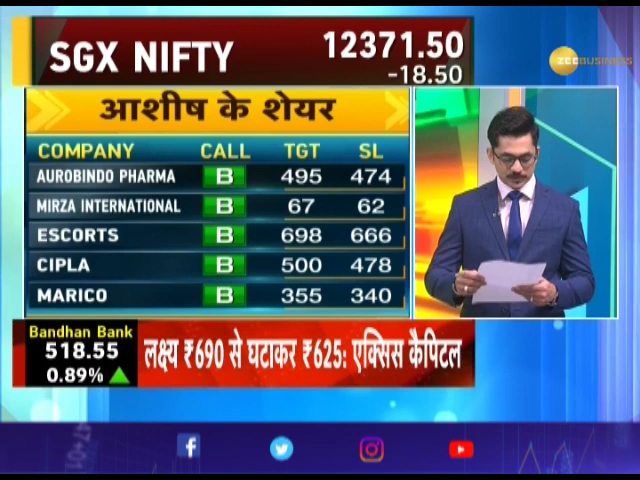 SGX NIFTY
12371.50
-18.50
ZEEBUSINESS
आशीष के शेयर
COMPANY CALL TGT SL
AUROBINDO PHARMA B 495 474
MIRZA INTERNATIONAL B 67 62
ESCORTS B 698 666
CIPLA B 500 478
MARICO B 355 340
Bandhan Bank
518.55
0.89%
लक्ष्य ₹690 से घटाकर ₹625: एक्सिस कैपिटल